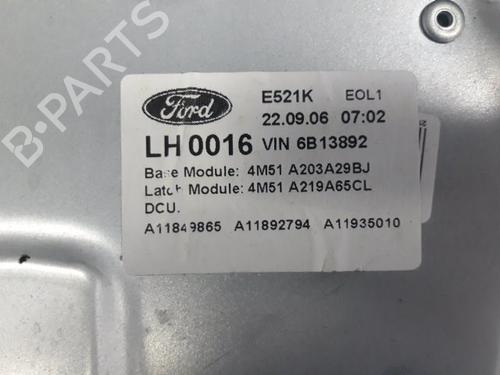 Ford E521K EOL1
22.09.06 07:02
LH 0016 VIN 6B13892
Base Module: 4M51 A203A29BJ
Latch Module: 4M51 A219A65CL
DCU.
A11849865 A11892794 A11935010
B